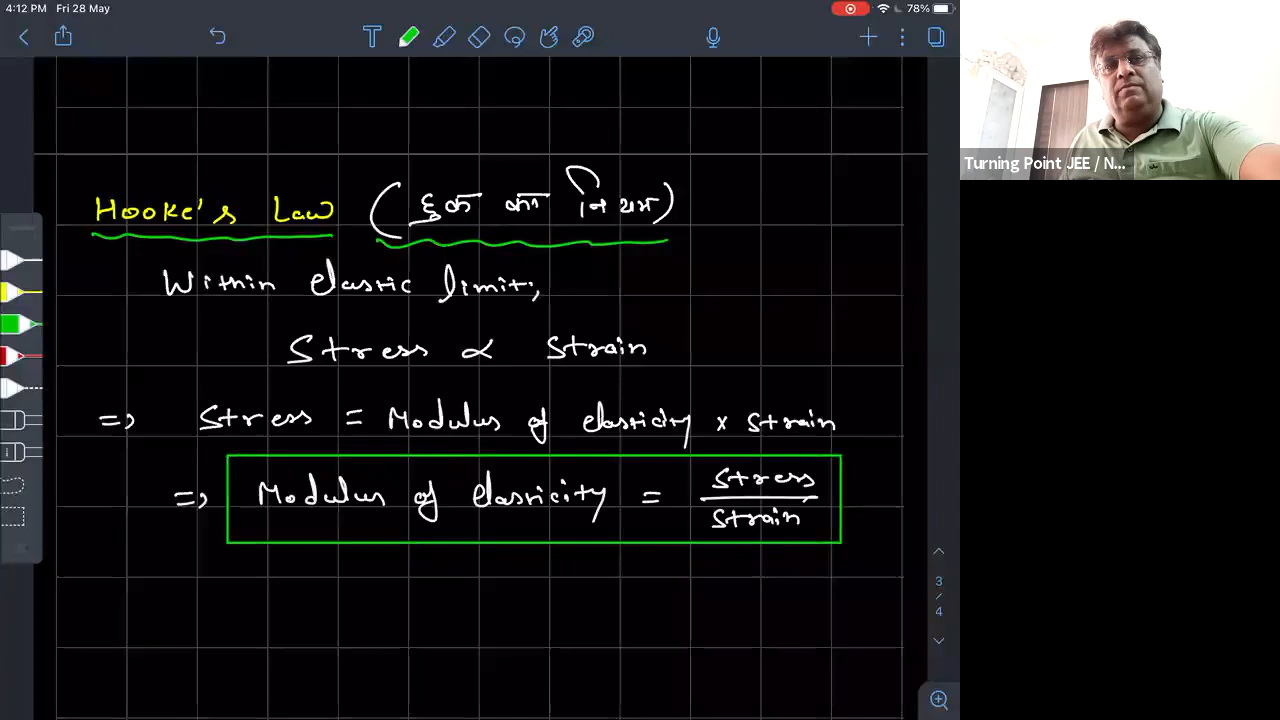 4:12 PM Fri 28 May 78%
Turning Point JEE / N...
Hooke's Law (हुक का नियम)
Within elastic limit,
Stress ∝ Strain
=> Stress = Modulus of elasticity × Strain
=> Modulus of elasticity = Stress / Strain
3
/
4